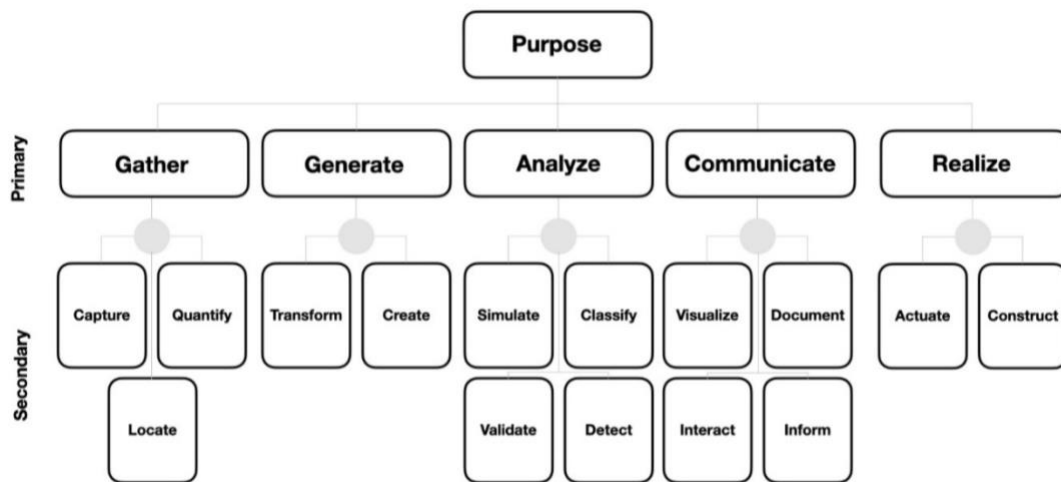 Purpose
Primary
Gather
Generate
Analyze
Communicate
Realize
Secondary
Capture
Quantify
Transform
Create
Simulate
Classify
Visualize
Document
Actuate
Construct
Locate
Validate
Detect
Interact
Inform